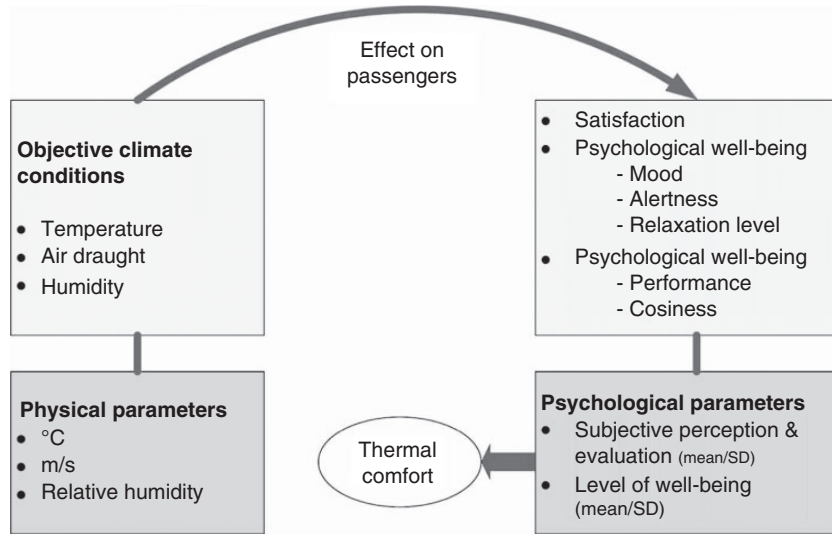 Effect on
passengers
Objective climate
conditions
• Temperature
• Air draught
• Humidity
• Satisfaction
• Psychological well-being
- Mood
- Alertness
- Relaxation level
• Psychological well-being
- Performance
- Cosiness
Physical parameters
• °C
• m/s
• Relative humidity
Thermal
comfort
Psychological parameters
• Subjective perception &
evaluation (mean/SD)
• Level of well-being
(mean/SD)